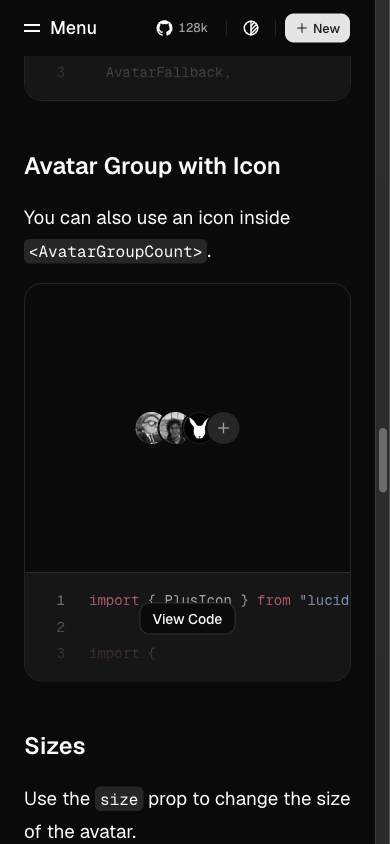 Menu 128k + New
3 AvatarFallback,
Avatar Group with Icon
You can also use an icon inside
<AvatarGroupCount>.
1 import { PlusIcon } from "lucid
2
View Code
3 import {
Sizes
Use the size prop to change the size
of the avatar.